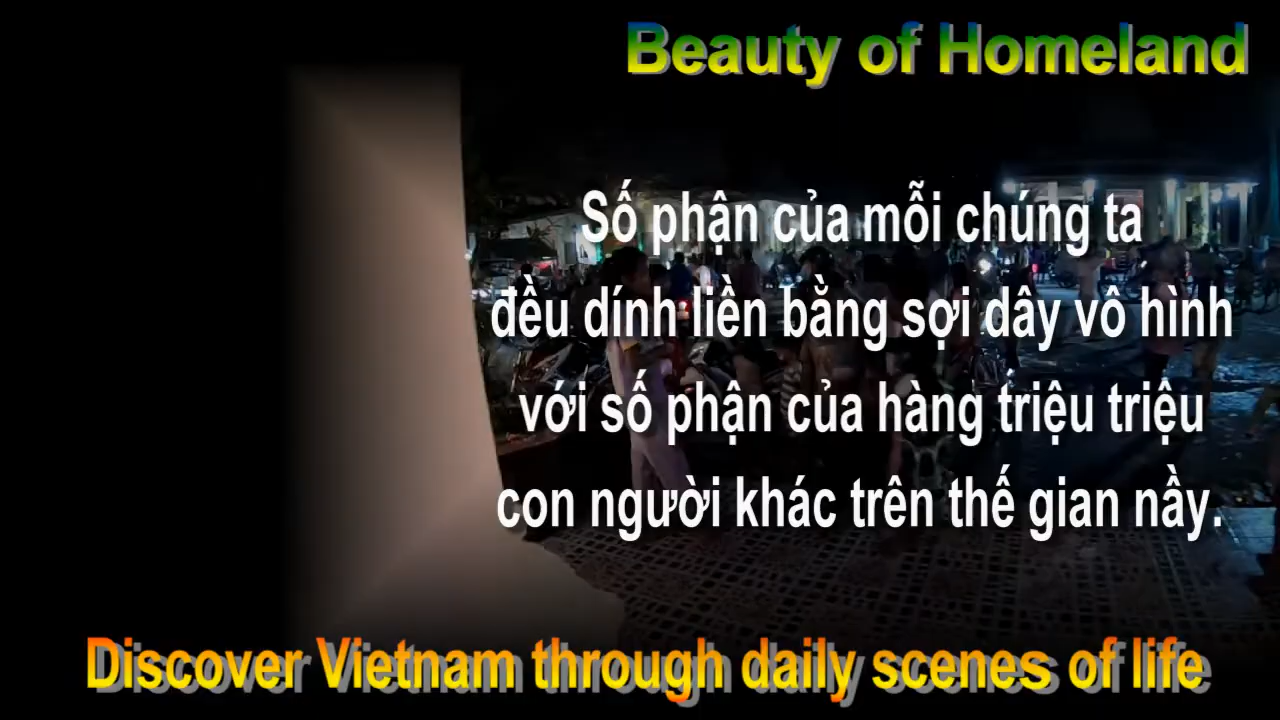 Beauty of Homeland
Số phận của mỗi chúng ta
đều dính liền bằng sợi dây vô hình
với số phận của hàng triệu triệu
con người khác trên thế gian nầy.
Discover Vietnam through daily scenes of life